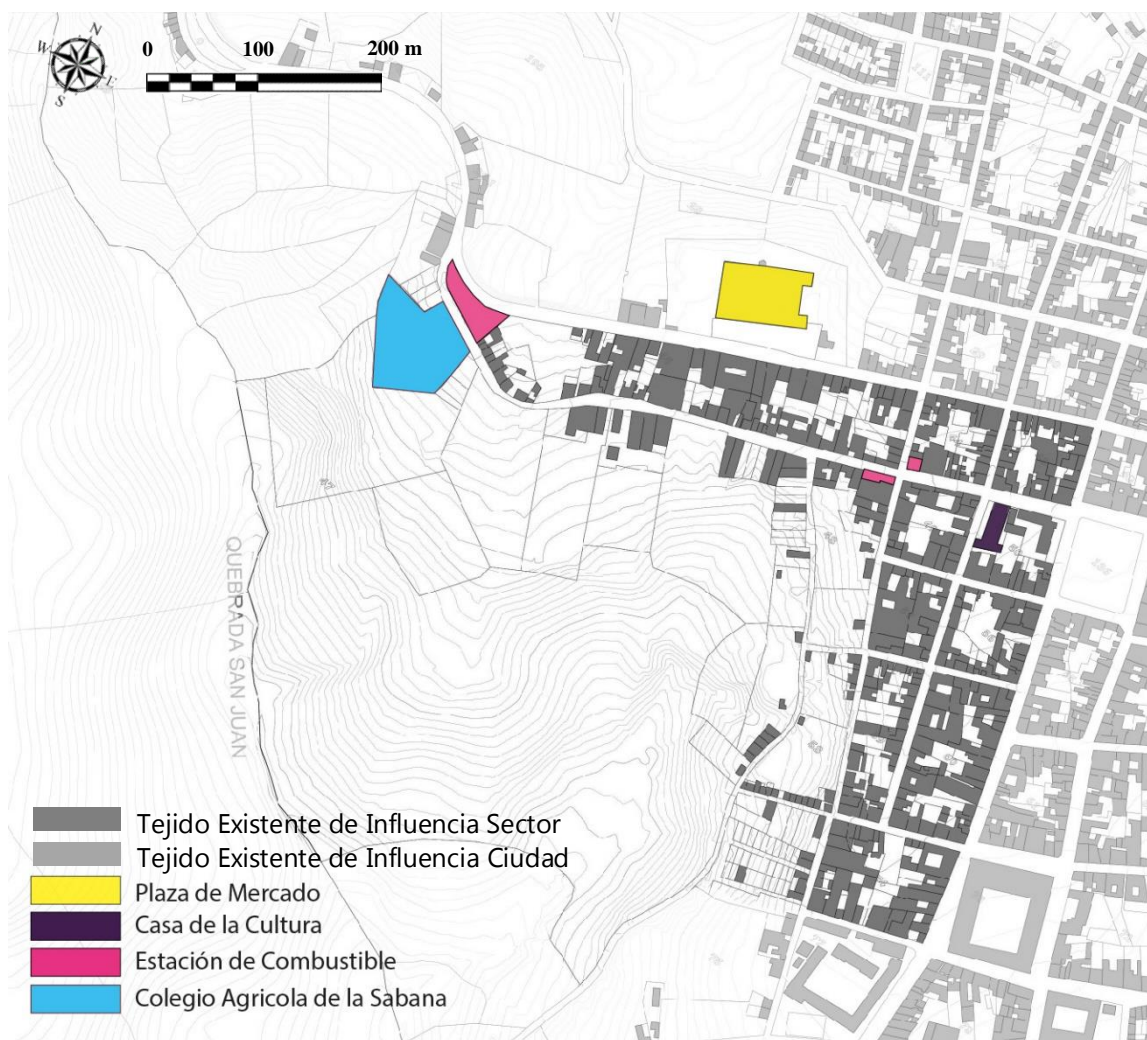 N
W
E
S
0 100 200 m
QUEBRADA SAN JUAN
Tejido Existente de Influencia Sector
Tejido Existente de Influencia Ciudad
Plaza de Mercado
Casa de la Cultura
Estación de Combustible
Colegio Agricola de la Sabana